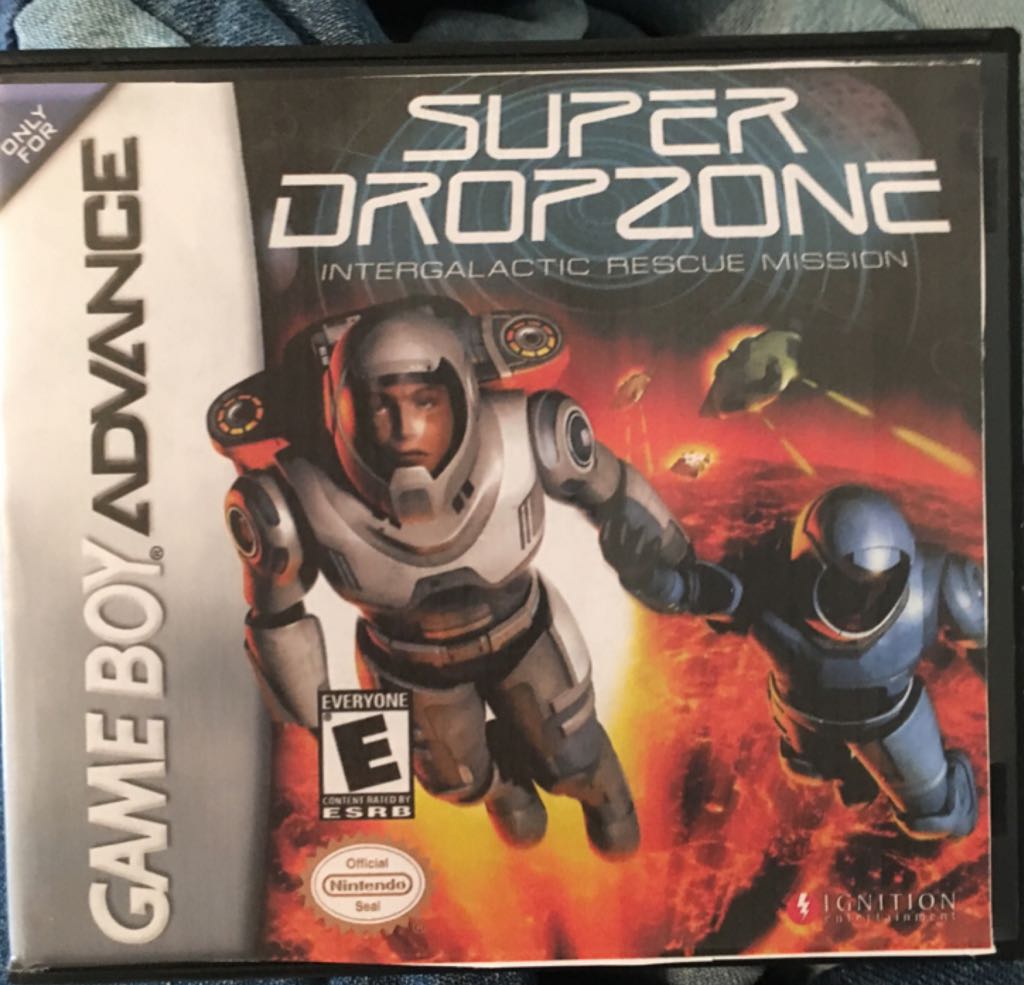 ONLY
FOR
GAME BOY ADVANCE
SUPER
DROPZONE
INTERGALACTIC RESCUE MISSION
EVERYONE
E
CONTENT RATED BY
ESRB
Official
Nintendo
Seal
IGNITION
entertainment